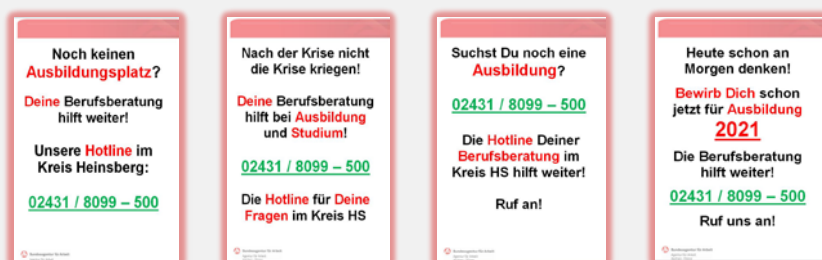 Noch keinen
Ausbildungsplatz?
Deine Berufsberatung
hilft weiter!
Unsere Hotline im
Kreis Heinsberg:
02431 / 8099 – 500
Nach der Krise nicht
die Krise kriegen!
Deine Berufsberatung
hilft bei Ausbildung
und Studium!
02431 / 8099 – 500
Die Hotline für Deine
Fragen im Kreis HS
Suchst Du noch eine
Ausbildung?
02431 / 8099 – 500
Die Hotline Deiner
Berufsberatung im
Kreis HS hilft weiter!
Ruf an!
Heute schon an
Morgen denken!
Bewirb Dich schon
jetzt für Ausbildung
2021
Die Berufsberatung
hilft weiter!
02431 / 8099 – 500
Ruf uns an!